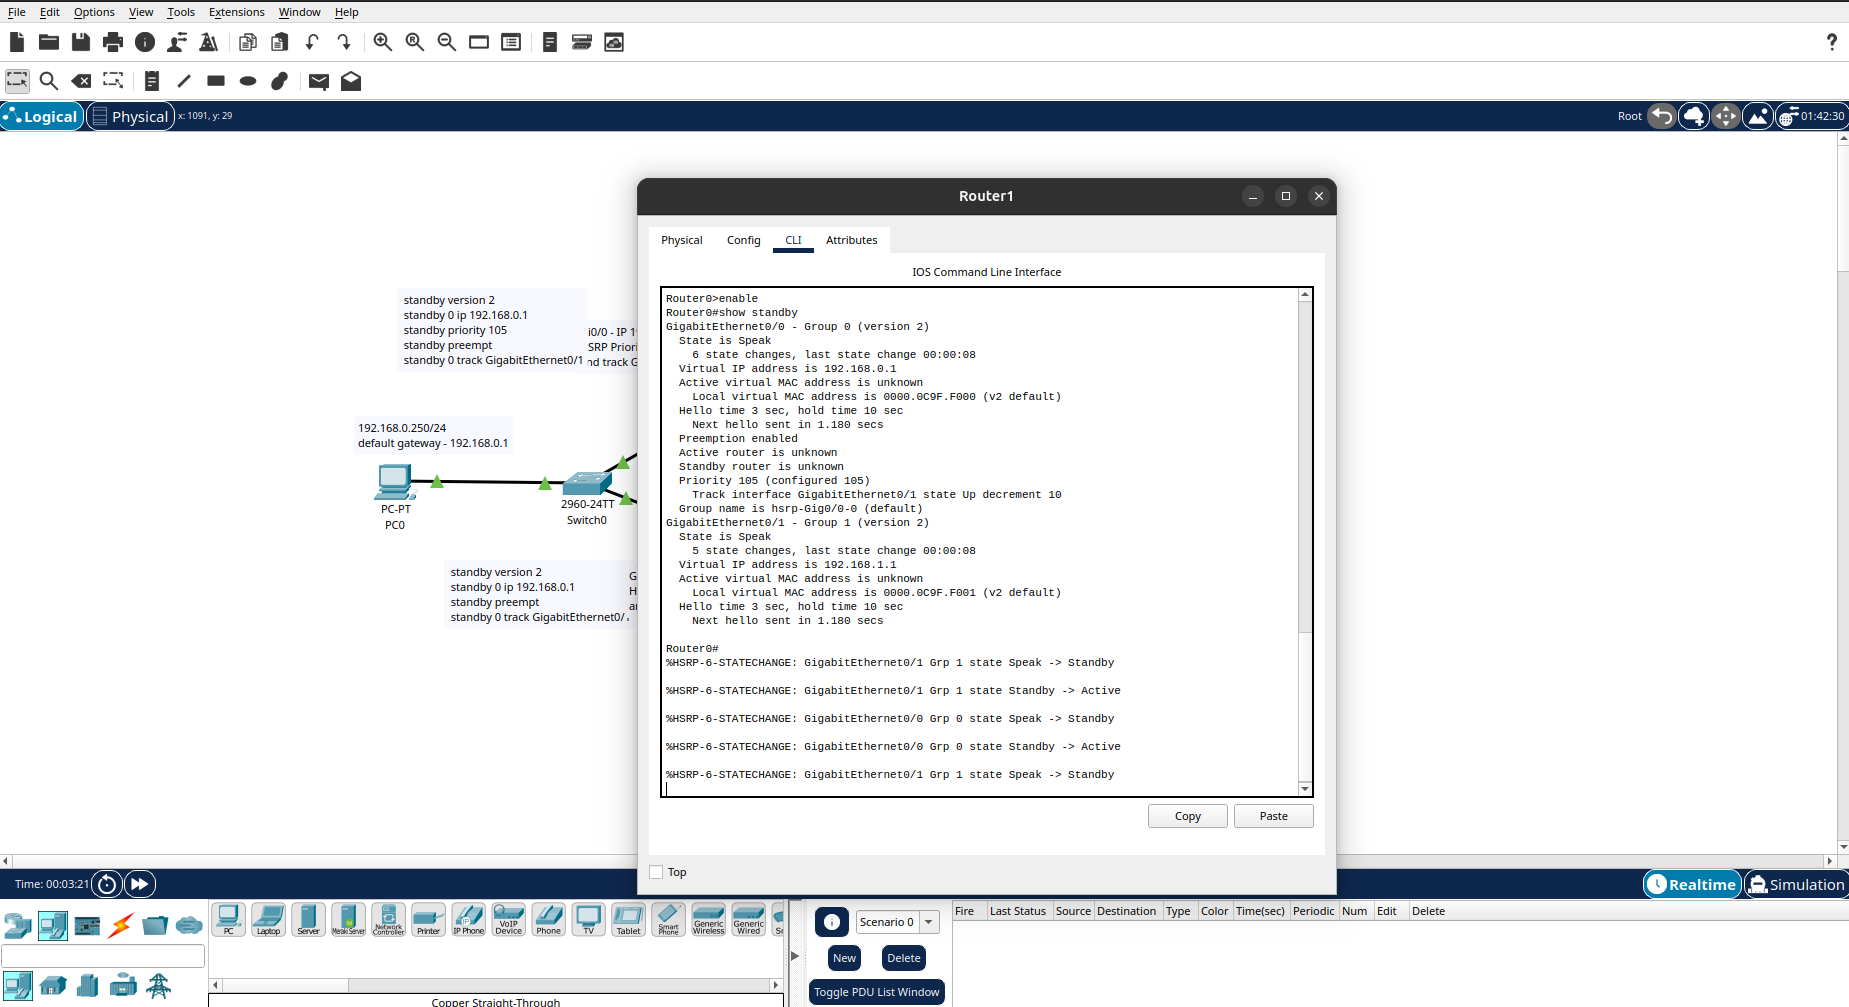 File Edit Options View Tools Extensions Window Help
?
Logical Physical x: 1091, y: 29 Root 01:42:30
Router1
Physical Config CLI Attributes
IOS Command Line Interface
Router0>enable
Router0#show standby
GigabitEthernet0/0 - Group 0 (version 2)
State is Speak
6 state changes, last state change 00:00:08
Virtual IP address is 192.168.0.1
Active virtual MAC address is unknown
Local virtual MAC address is 0000.0C9F.F000 (v2 default)
Hello time 3 sec, hold time 10 sec
Next hello sent in 1.180 secs
Preemption enabled
Active router is unknown
Standby router is unknown
Priority 105 (configured 105)
Track interface GigabitEthernet0/1 state Up decrement 10
Group name is hsrp-Gig0/0-0 (default)
GigabitEthernet0/1 - Group 1 (version 2)
State is Speak
5 state changes, last state change 00:00:08
Virtual IP address is 192.168.1.1
Active virtual MAC address is unknown
Local virtual MAC address is 0000.0C9F.F001 (v2 default)
Hello time 3 sec, hold time 10 sec
Next hello sent in 1.180 secs
Router0#
%HSRP-6-STATECHANGE: GigabitEthernet0/1 Grp 1 state Speak -> Standby
%HSRP-6-STATECHANGE: GigabitEthernet0/1 Grp 1 state Standby -> Active
%HSRP-6-STATECHANGE: GigabitEthernet0/0 Grp 0 state Speak -> Standby
%HSRP-6-STATECHANGE: GigabitEthernet0/0 Grp 0 state Standby -> Active
%HSRP-6-STATECHANGE: GigabitEthernet0/1 Grp 1 state Speak -> Standby
Copy Paste
Top
standby version 2
standby 0 ip 192.168.0.1
standby priority 105
standby preempt
standby 0 track GigabitEthernet0/1
i0/0 - IP 1
SRP Priori
nd track G
192.168.0.250/24
default gateway - 192.168.0.1
PC-PT
PC0
2960-24TT
Switch0
standby version 2
standby 0 ip 192.168.0.1
standby preempt
standby 0 track GigabitEthernet0/
G
H
a
Time: 00:03:21 Realtime Simulation
PC Laptop Server Meraki Server Network Controller Printer IP Phone VoIP Device Phone TV Tablet Smart Phone Generic Wireless Generic Wired
Copper Straight-Through
Scenario 0
New Delete
Toggle PDU List Window
Fire Last Status Source Destination Type Color Time(sec) Periodic Num Edit Delete